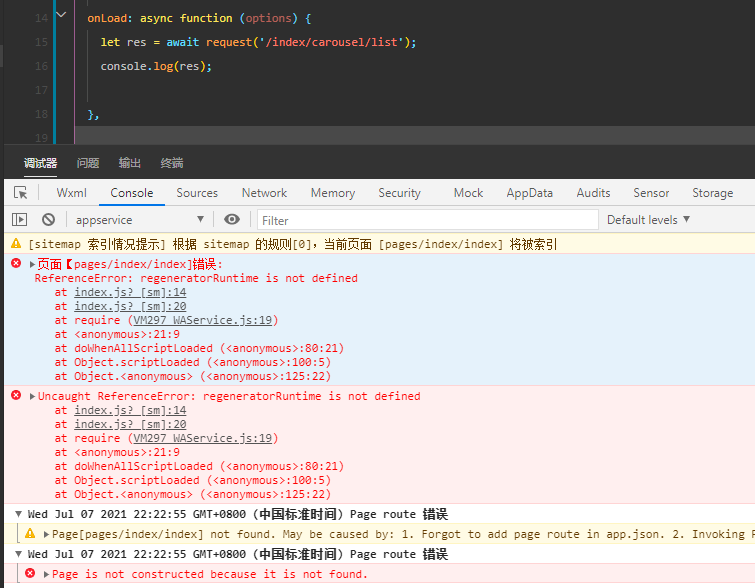 14 onLoad: async function (options) {
15 let res = await request('/index/carousel/list');
16 console.log(res);
17
18 },
19
调试器 问题 输出 终端
Wxml Console Sources Network Memory Security Mock AppData Audits Sensor Storage
appservice ▼ Filter Default levels ▼
[sitemap 索引情况提示] 根据 sitemap 的规则[0]，当前页面 [pages/index/index] 将被索引
页面【pages/index/index]错误:
ReferenceError: regeneratorRuntime is not defined
at index.js? [sm]:14
at index.js? [sm]:20
at require (VM297 WAService.js:19)
at <anonymous>:21:9
at doWhenAllScriptLoaded (<anonymous>:80:21)
at Object.scriptLoaded (<anonymous>:100:5)
at Object.<anonymous> (<anonymous>:125:22)
Uncaught ReferenceError: regeneratorRuntime is not defined
at index.js? [sm]:14
at index.js? [sm]:20
at require (VM297 WAService.js:19)
at <anonymous>:21:9
at doWhenAllScriptLoaded (<anonymous>:80:21)
at Object.scriptLoaded (<anonymous>:100:5)
at Object.<anonymous> (<anonymous>:125:22)
Wed Jul 07 2021 22:22:55 GMT+0800 (中国标准时间) Page route 错误
Page[pages/index/index] not found. May be caused by: 1. Forgot to add page route in app.json. 2. Invoking
Wed Jul 07 2021 22:22:55 GMT+0800 (中国标准时间) Page route 错误
Page is not constructed because it is not found.